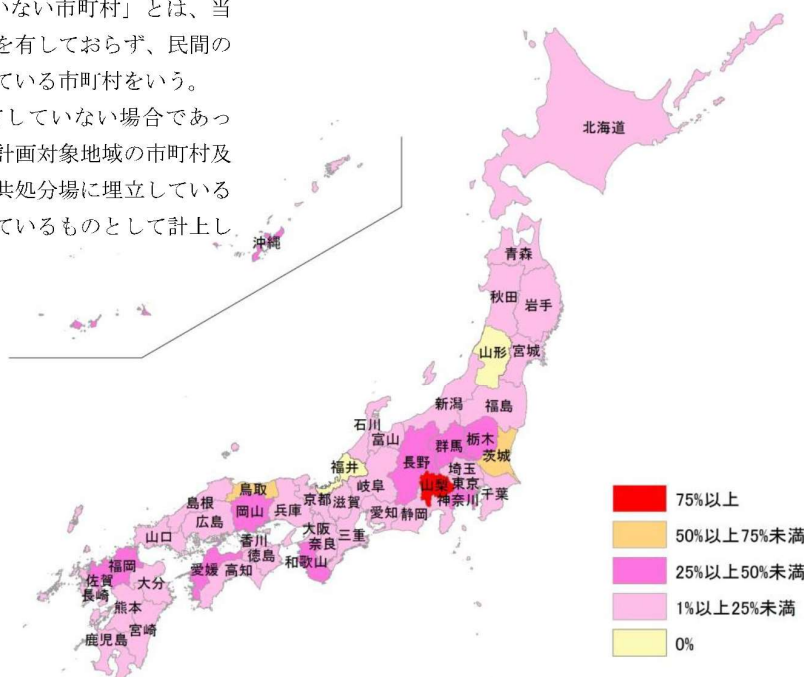 いない市町村」とは、当
を有しておらず、民間の
ている市町村をいう。
していない場合であっ
計画対象地域の市町村及
共処分場に埋立している
ているものとして計上し
北海道
沖縄
青森
秋田
岩手
山形
宮城
新潟
福島
石川
富山
群馬
栃木
長野
茨城
福井
埼玉
岐阜
山梨
東京
鳥取
千葉
神奈川
島根
岡山
兵庫
京都
滋賀
愛知
静岡
広島
大阪
三重
山口
香川
奈良
徳島
和歌山
福岡
愛媛
高知
佐賀
大分
長崎
熊本
宮崎
鹿児島
75%以上
50%以上75%未満
25%以上50%未満
1%以上25%未満
0%